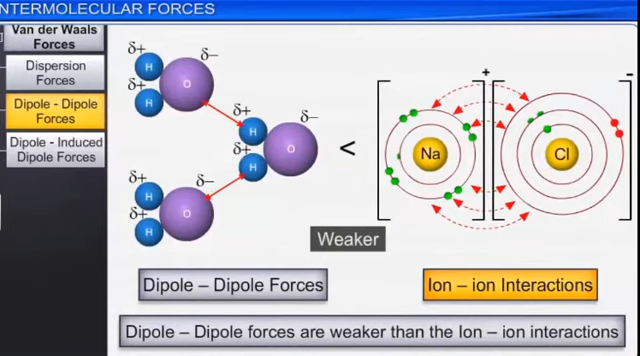 NTERMOLECULAR FORCES
Van der Waals
Forces
Dispersion
Forces
Dipole - Dipole
Forces
Dipole - Induced
Dipole Forces
δ+
H
δ+
H
δ−
O
δ+
H
δ+
H
δ−
O
δ+
H
δ+
H
δ−
O
<
+
Na
-
Cl
Weaker
Dipole – Dipole Forces
Ion – ion Interactions
Dipole – Dipole forces are weaker than the Ion – ion interactions